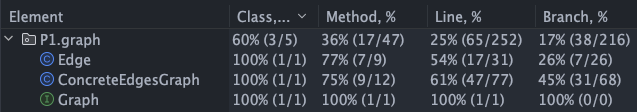 Element Class,... Method, % Line, % Branch, %
P1.graph 60% (3/5) 36% (17/47) 25% (65/252) 17% (38/216)
C Edge 100% (1/1) 77% (7/9) 54% (17/31) 26% (7/26)
C ConcreteEdgesGraph 100% (1/1) 75% (9/12) 61% (47/77) 45% (31/68)
I Graph 100% (1/1) 100% (1/1) 100% (1/1) 100% (0/0)